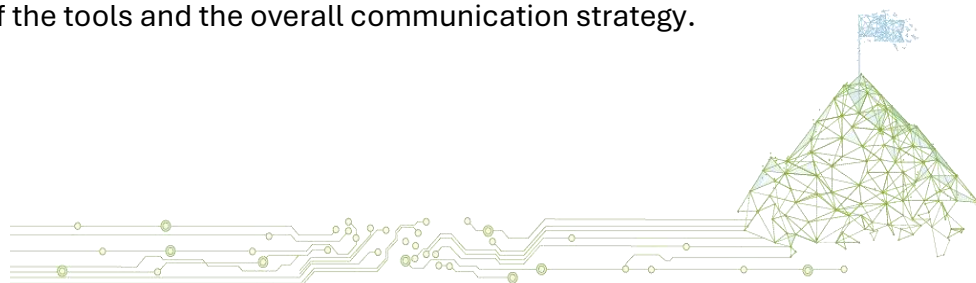 the tools and the overall communication strategy.